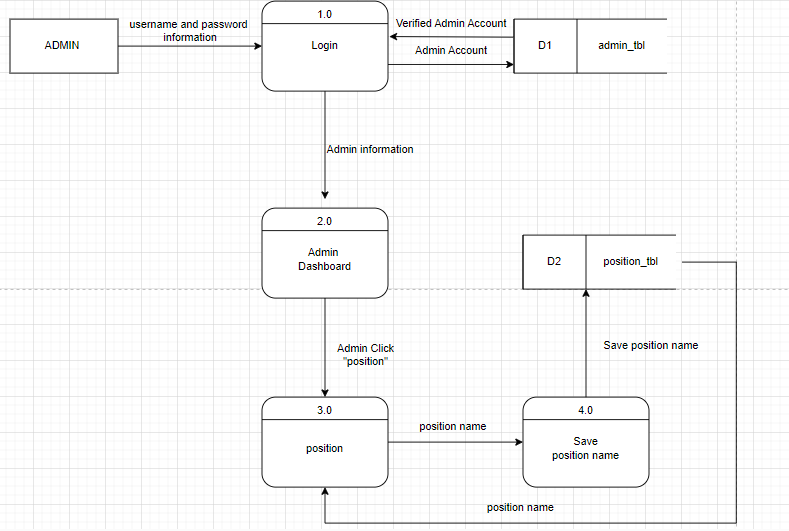 1.0
Login
ADMIN
username and password
information
Verified Admin Account
Admin Account
D1
admin_tbl
Admin information
2.0
Admin
Dashboard
D2
position_tbl
Admin Click
"position"
Save position name
3.0
position
position name
4.0
Save
position name
position name